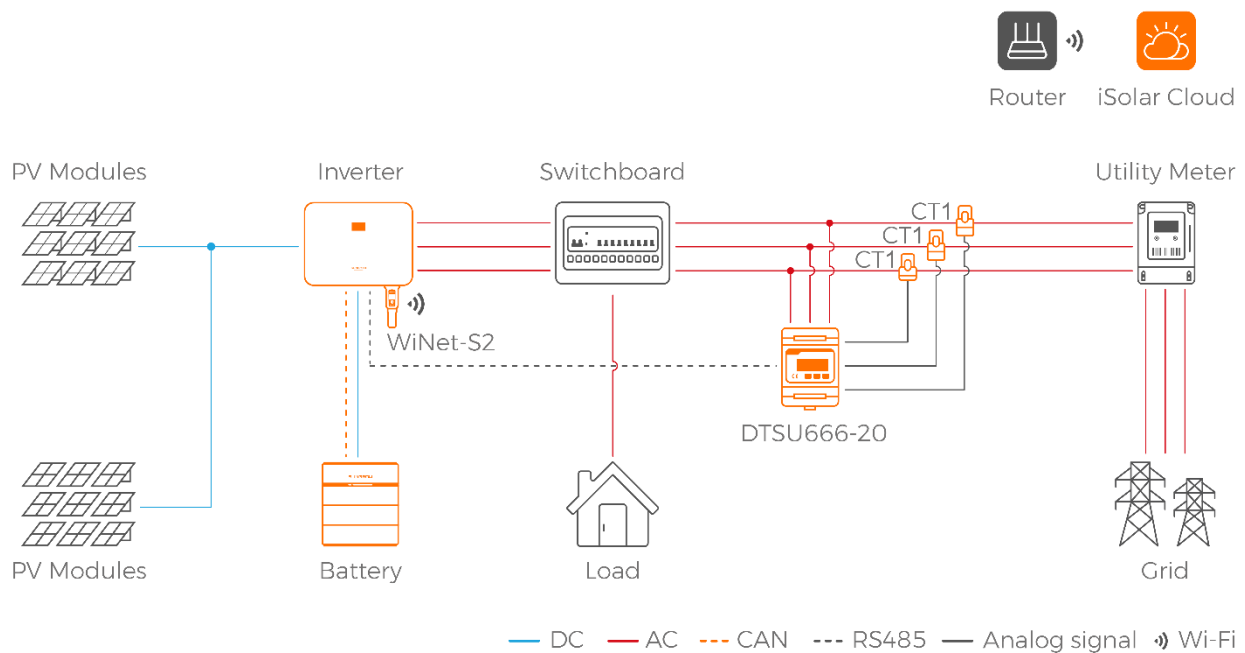 Router
iSolar Cloud
PV Modules
Inverter
Switchboard
Utility Meter
CT1
CT1
CT1
WiNet-S2
DTSU666-20
PV Modules
Battery
Load
Grid
DC
AC
CAN
RS485
Analog signal
Wi-Fi